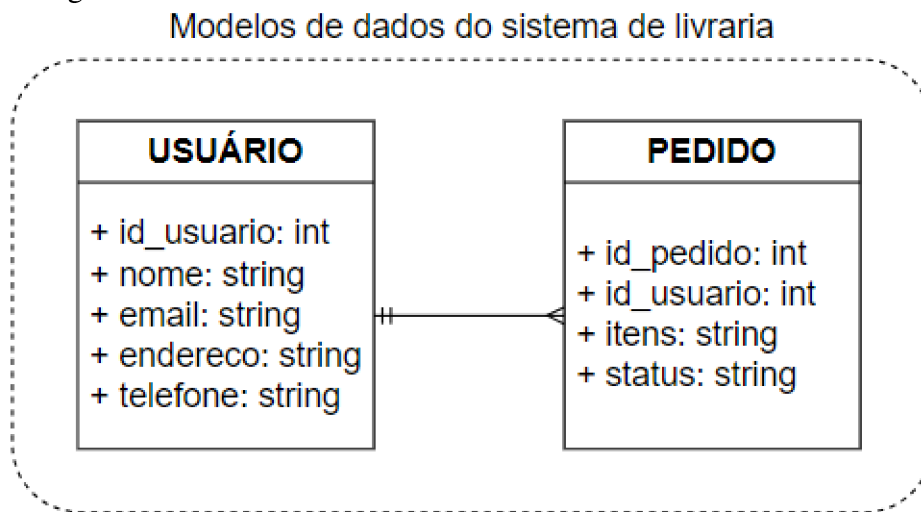 Modelos de dados do sistema de livraria
USUÁRIO
+ id_usuario: int
+ nome: string
+ email: string
+ endereco: string
+ telefone: string
PEDIDO
+ id_pedido: int
+ id_usuario: int
+ itens: string
+ status: string